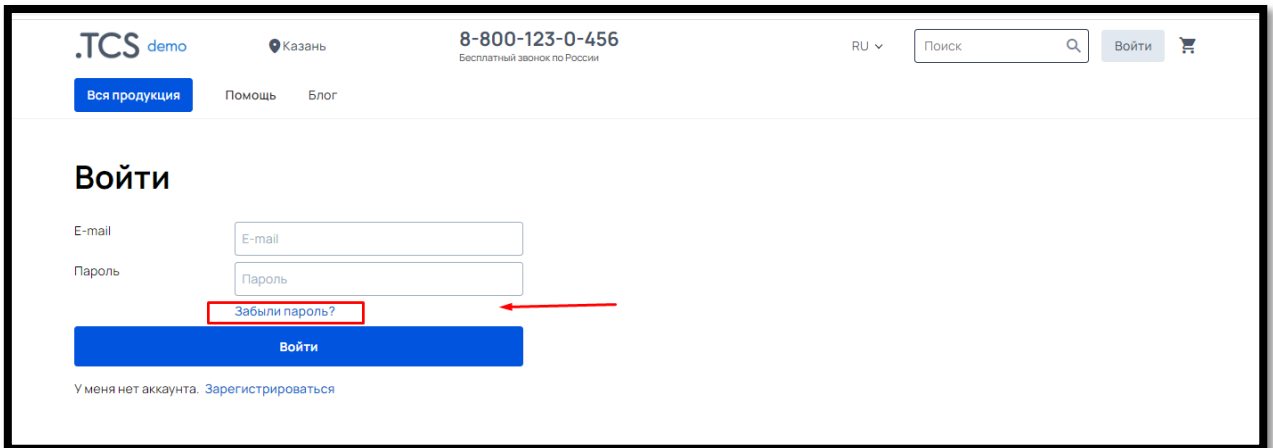 .TCS demo
Казань
8-800-123-0-456
Бесплатный звонок по России
RU
Поиск
Войти
Вся продукция
Помощь
Блог
Войти
E-mail
E-mail
Пароль
Пароль
Забыли пароль?
Войти
У меня нет аккаунта. Зарегистрироваться